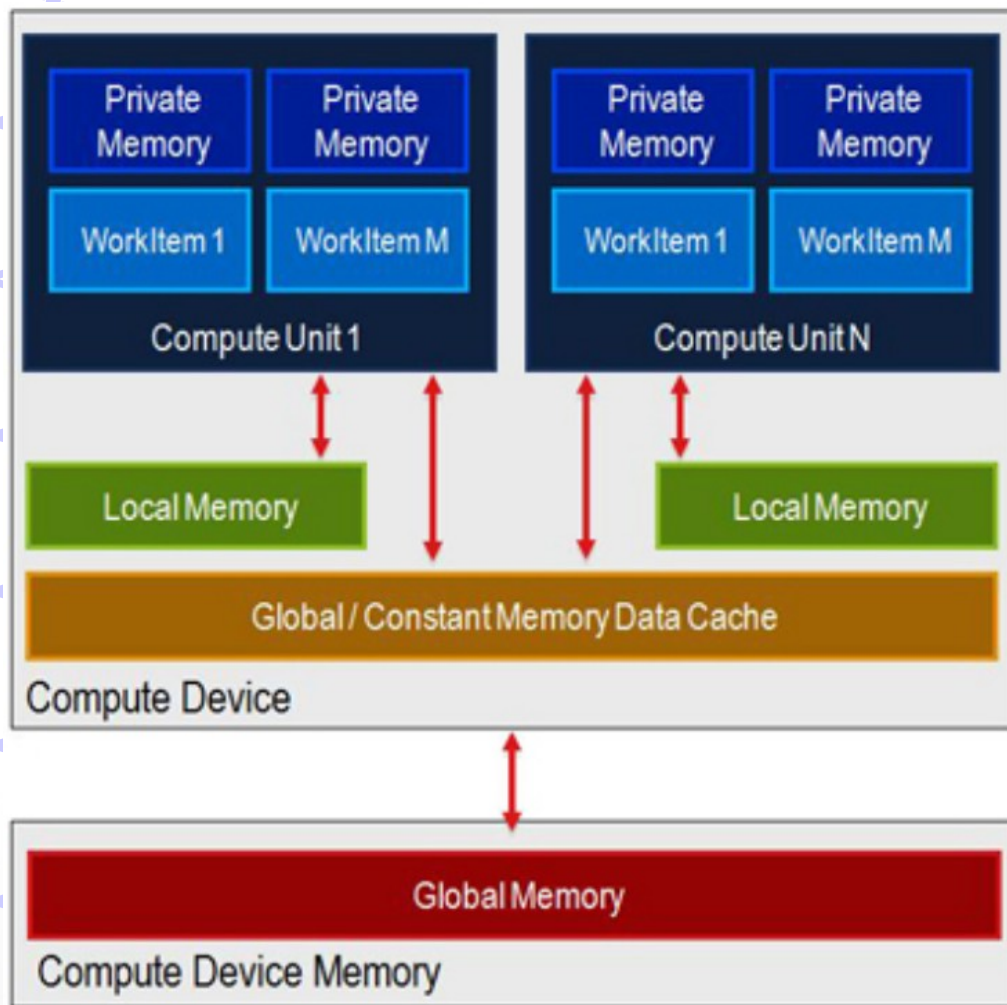 Private
Memory
Private
Memory
Private
Memory
Private
Memory
WorkItem 1
WorkItem M
WorkItem 1
WorkItem M
Compute Unit 1
Compute Unit N
Local Memory
Local Memory
Global / Constant Memory Data Cache
Compute Device
Global Memory
Compute Device Memory